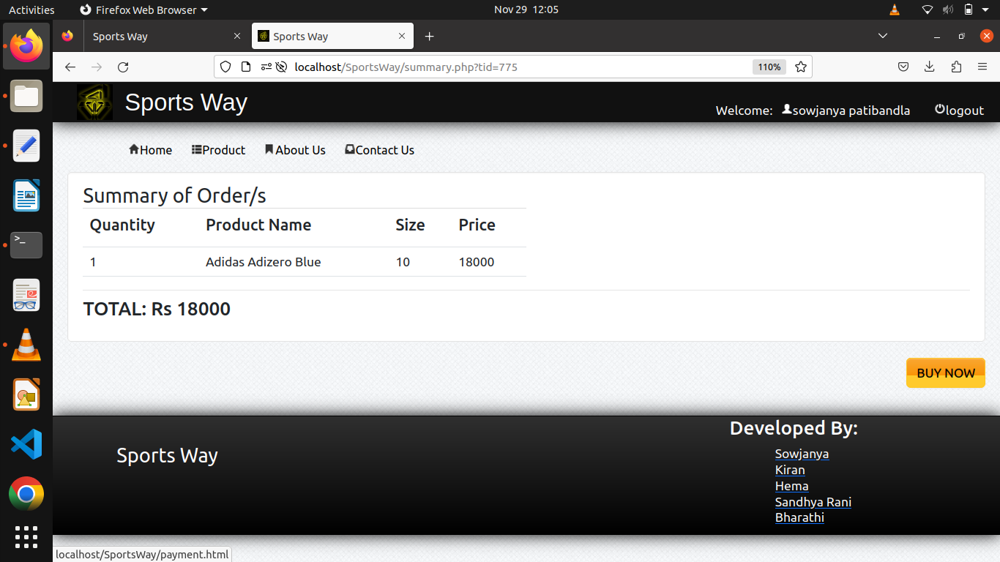 Activities Firefox Web Browser Nov 29 12:05
Sports Way Sports Way
localhost/SportsWay/summary.php?tid=775 110%
Sports Way
Welcome: sowjanya patibandla logout
Home Product About Us Contact Us
Summary of Order/s
Quantity Product Name Size Price
1 Adidas Adizero Blue 10 18000
TOTAL: Rs 18000
BUY NOW
Developed By:
Sports Way
Sowjanya
Kiran
Hema
Sandhya Rani
Bharathi
localhost/SportsWay/payment.html